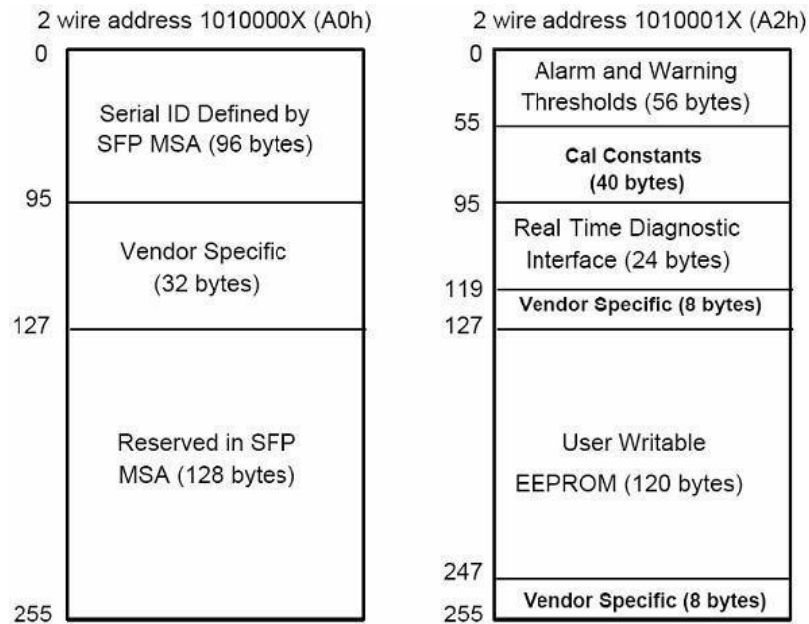 2 wire address 1010000X (A0h)
0
Serial ID Defined by
SFP MSA (96 bytes)
95
Vendor Specific
(32 bytes)
127
Reserved in SFP
MSA (128 bytes)
255
2 wire address 1010001X (A2h)
0
Alarm and Warning
Thresholds (56 bytes)
55
Cal Constants
(40 bytes)
95
Real Time Diagnostic
Interface (24 bytes)
119
Vendor Specific (8 bytes)
127
User Writable
EEPROM (120 bytes)
247
Vendor Specific (8 bytes)
255